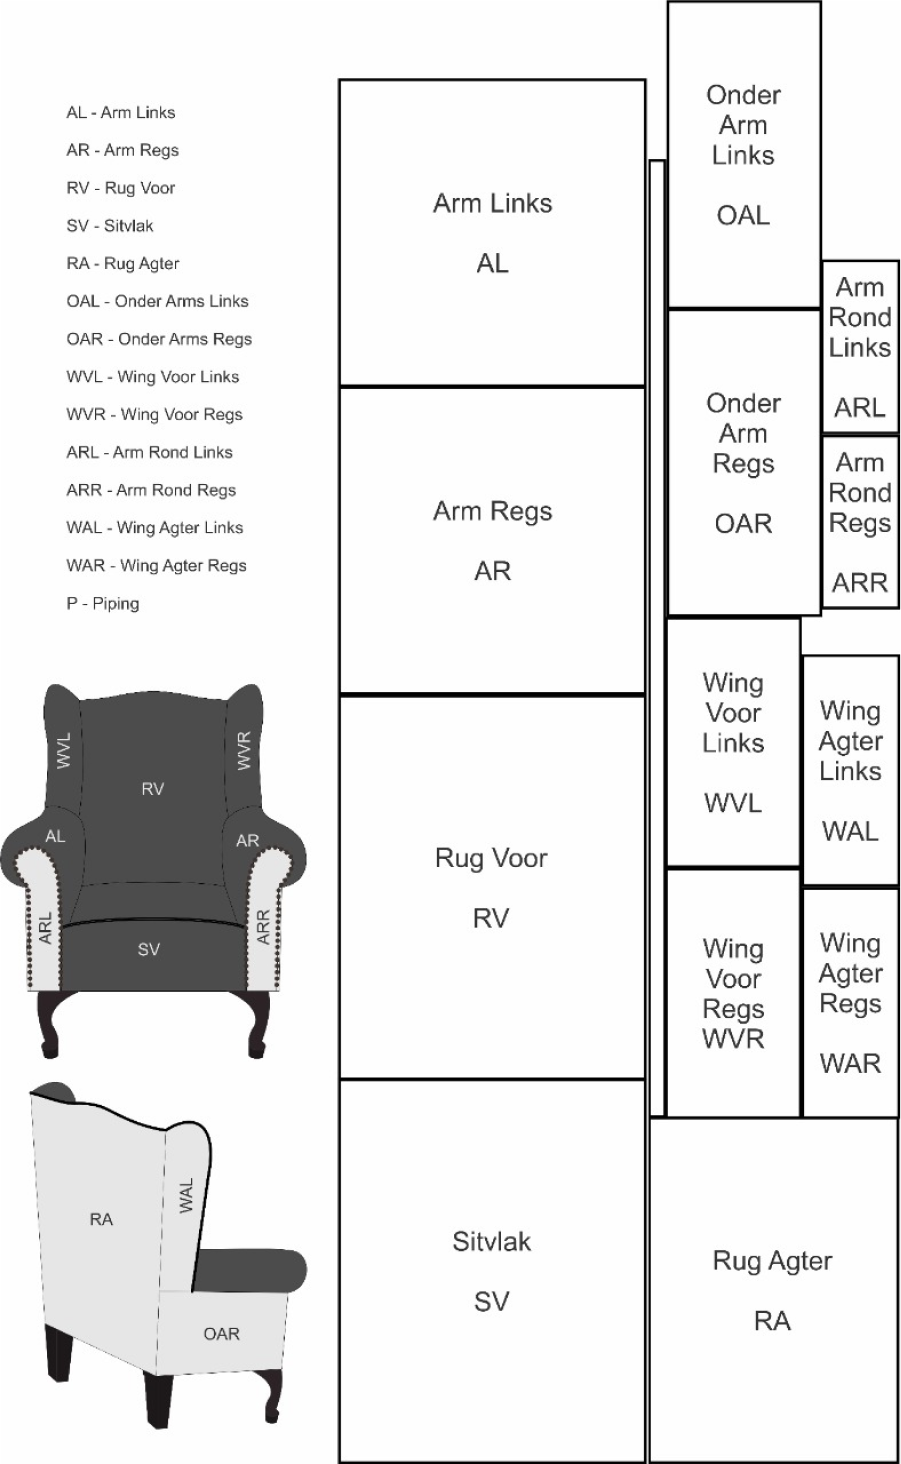 AL - Arm Links
AR - Arm Regs
RV - Rug Voor
SV - Sitvlak
RA - Rug Agter
OAL - Onder Arms Links
OAR - Onder Arms Regs
WVL - Wing Voor Links
WVR - Wing Voor Regs
ARL - Arm Rond Links
ARR - Arm Rond Regs
WAL - Wing Agter Links
WAR - Wing Agter Regs
P - Piping
WVL
RV
WVR
AL
AR
ARL
SV
ARR
RA
WAL
OAR
Arm Links
AL
Arm Regs
AR
Rug Voor
RV
Sitvlak
SV
Onder
Arm
Links
OAL
Onder
Arm
Regs
OAR
Arm
Rond
Links
ARL
Arm
Rond
Regs
ARR
Wing
Voor
Links
WVL
Wing
Voor
Regs
WVR
Wing
Agter
Links
WAL
Wing
Agter
Regs
WAR
Rug Agter
RA